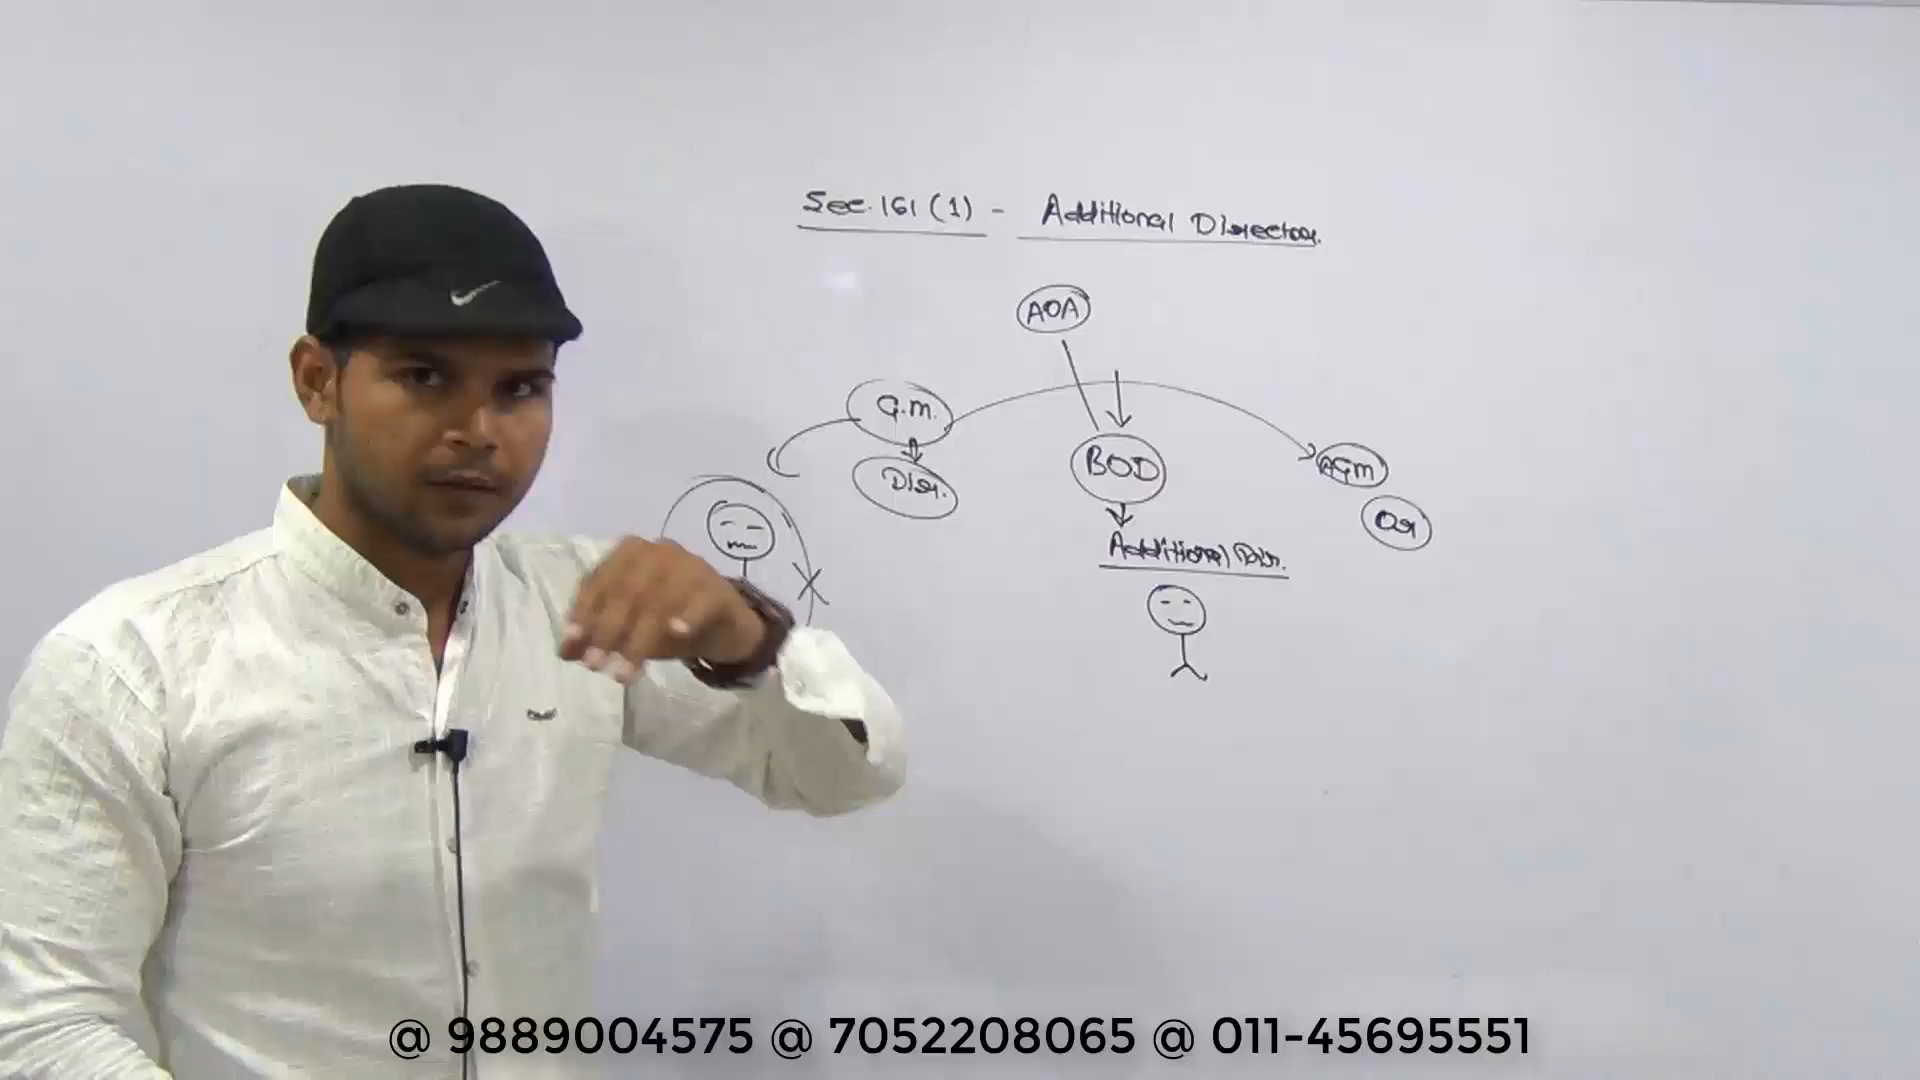 Sec. 161 (1) - Additional Director.
AOA
G.m.
BOD
AGM
Dir.
Or
Additional Dir.
@ 9889004575 @ 7052208065 @ 011-45695551